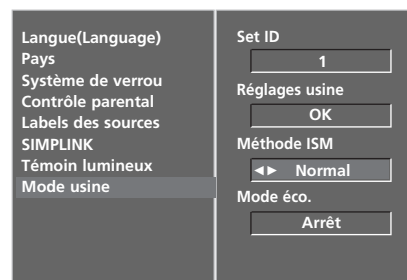 Langue(Language)
Pays
Système de verrou
Contrôle parental
Labels des sources
SIMPLINK
Témoin lumineux
Mode usine
Set ID
1
Réglages usine
OK
Méthode ISM
◄► Normal
Mode éco.
Arrêt